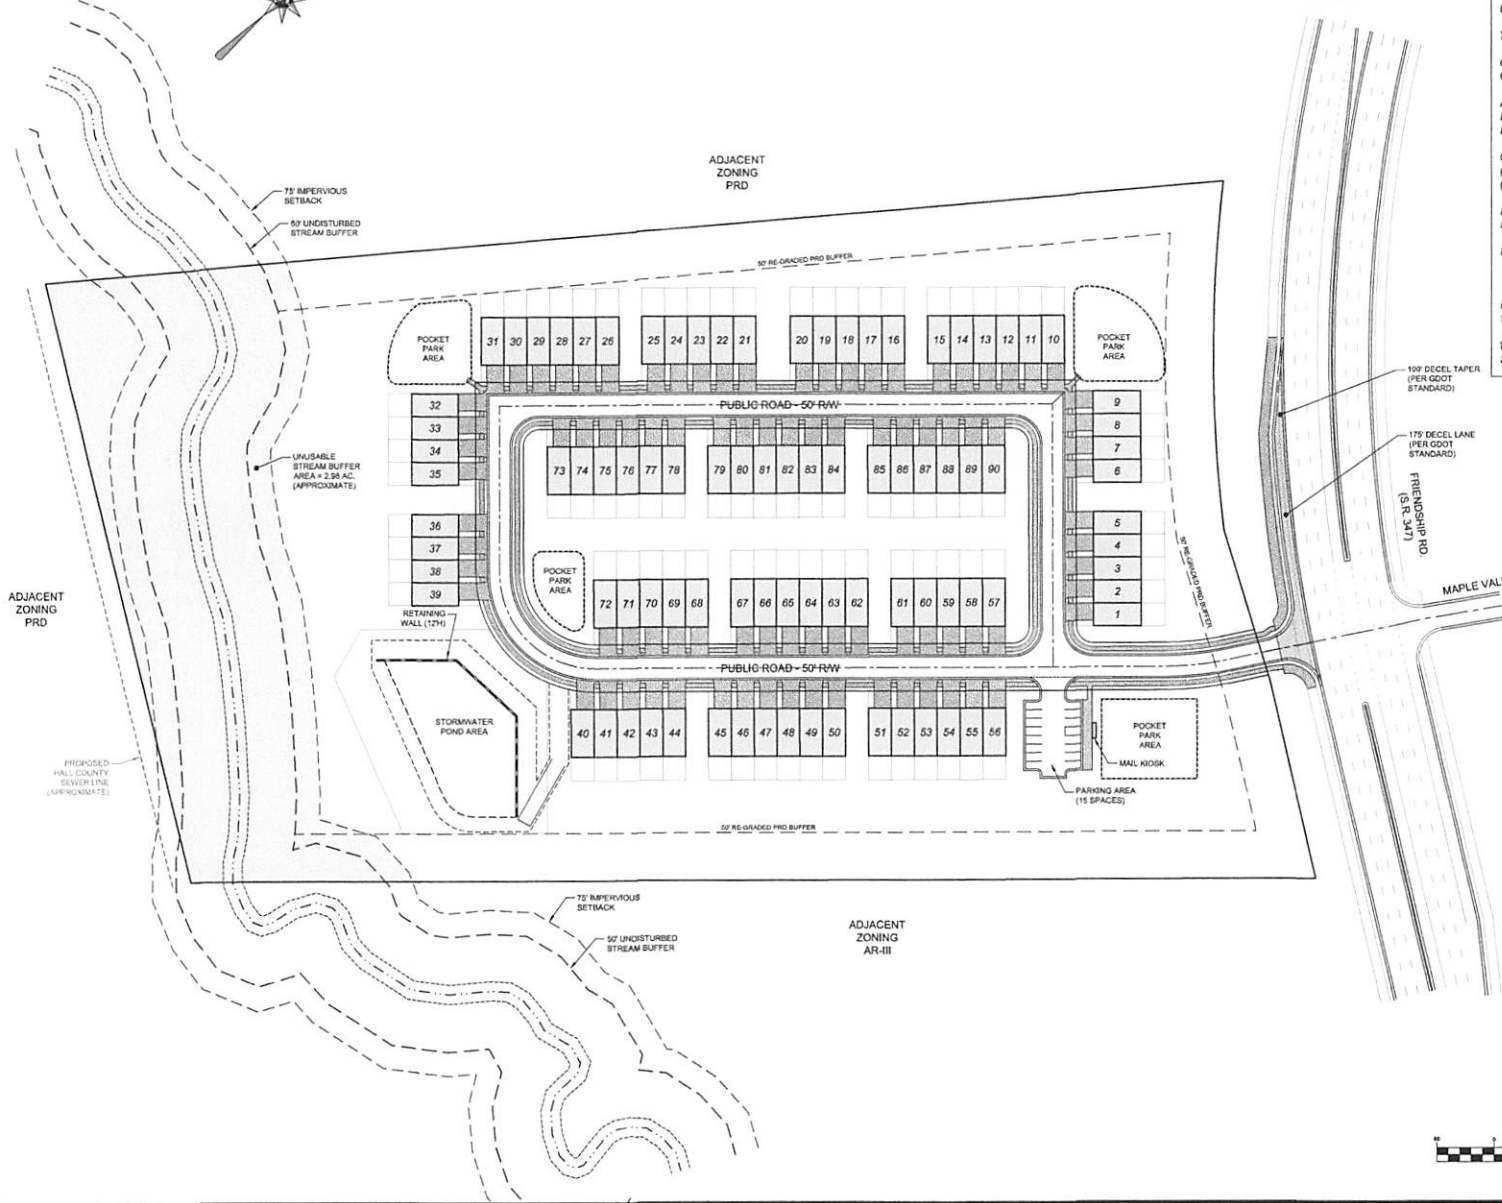 ADJACENT
ZONING
PRD
75' IMPERVIOUS
SETBACK
50' UNDISTURBED
STREAM BUFFER
50' RE-GRADED PRD BUFFER
POCKET
PARK
AREA
31 30 29 28 27 26
25 24 23 22 21
20 19 18 17 16
15 14 13 12 11 10
POCKET
PARK
AREA
100' DECEL TAPER
(PER GDOT
STANDARD)
PUBLIC ROAD - 50' R/W
32
33
34
35
9
8
7
6
175' DECEL LANE
(PER GDOT
STANDARD)
UNUSABLE
STREAM BUFFER
AREA = 2.98 AC.
(APPROXIMATE)
73 74 75 76 77 78
79 80 81 82 83 84
85 86 87 88 89 90
FRIENDSHIP RD.
(S.R. 347)
36
37
38
39
5
4
3
2
1
50' RE-GRADED PRD BUFFER
POCKET
PARK
AREA
72 71 70 69 68
67 66 65 64 63 62
61 60 59 58 57
MAPLE VAL
ADJACENT
ZONING
PRD
RETAINING
WALL (12'H)
PUBLIC ROAD - 50' R/W
STORMWATER
POND AREA
40 41 42 43 44
45 46 47 48 49 50
51 52 53 54 55 56
POCKET
PARK
AREA
MAIL KIOSK
PARKING AREA
(15 SPACES)
PROPOSED
HALL COUNTY
SEWER LINE
(APPROXIMATE)
50' RE-GRADED PRD BUFFER
75' IMPERVIOUS
SETBACK
50' UNDISTURBED
STREAM BUFFER
ADJACENT
ZONING
AR-III